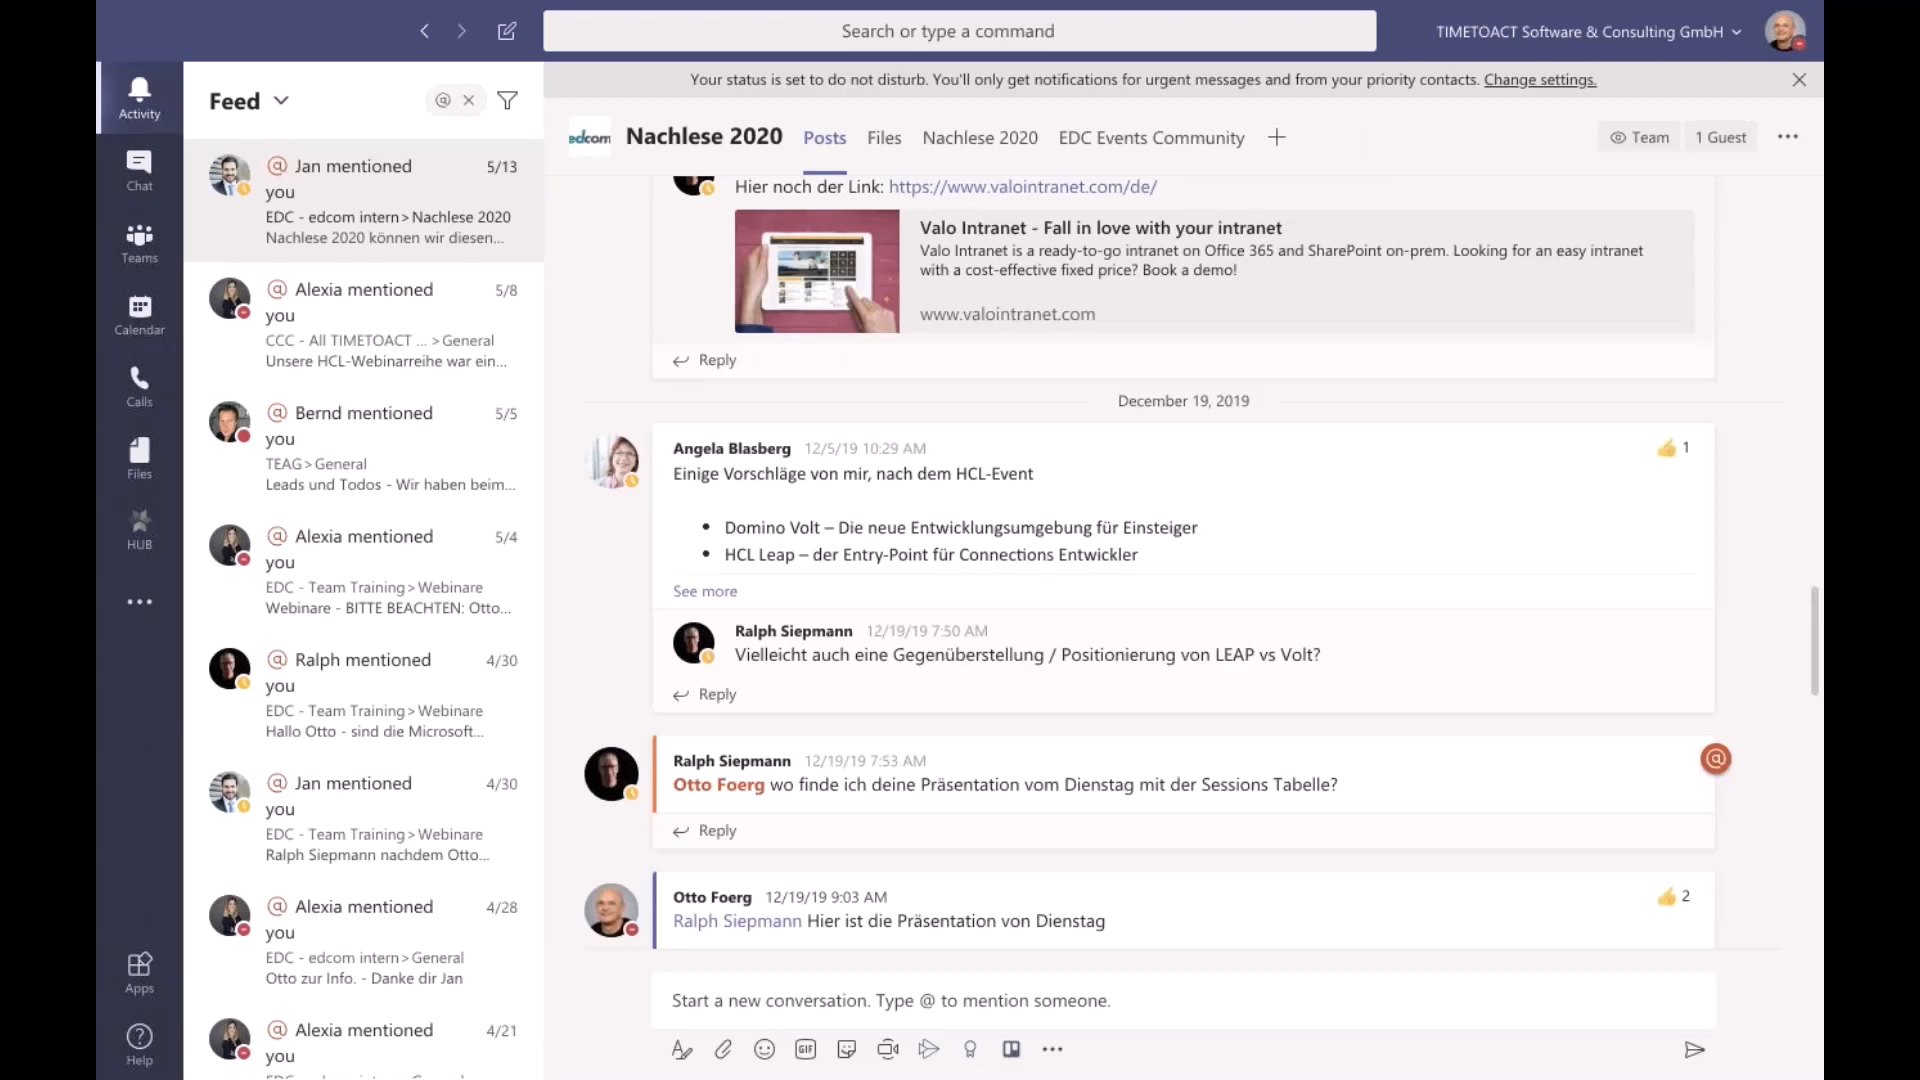 Search or type a command
TIMETOACT Software & Consulting GmbH
Activity
Chat
Teams
Calendar
Calls
Files
HUB
Apps
Help
Feed
@ Jan mentioned you 5/13
EDC - edcom intern > Nachlese 2020
Nachlese 2020 können wir diesen...
@ Alexia mentioned you 5/8
CCC - All TIMETOACT ... > General
Unsere HCL-Webinarreihe war ein...
@ Bernd mentioned you 5/5
TEAG > General
Leads und Todos - Wir haben beim...
@ Alexia mentioned you 5/4
EDC - Team Training > Webinare
Webinare - BITTE BEACHTEN: Otto...
@ Ralph mentioned you 4/30
EDC - Team Training > Webinare
Hallo Otto - sind die Microsoft...
@ Jan mentioned you 4/30
EDC - Team Training > Webinare
Ralph Siepmann nachdem Otto...
@ Alexia mentioned you 4/28
EDC - edcom intern > General
Otto zur Info. - Danke dir Jan
@ Alexia mentioned you 4/21
Your status is set to do not disturb. You'll only get notifications for urgent messages and from your priority contacts. Change settings.
edcom
Nachlese 2020
Posts
Files
Nachlese 2020
EDC Events Community
Team
1 Guest
Hier noch der Link: https://www.valointranet.com/de/
Valo Intranet - Fall in love with your intranet
Valo Intranet is a ready-to-go intranet on Office 365 and SharePoint on-prem. Looking for an easy intranet
with a cost-effective fixed price? Book a demo!
www.valointranet.com
Reply
December 19, 2019
Angela Blasberg 12/5/19 10:29 AM
1
Einige Vorschläge von mir, nach dem HCL-Event
• Domino Volt – Die neue Entwicklungsumgebung für Einsteiger
• HCL Leap – der Entry-Point für Connections Entwickler
See more
Ralph Siepmann 12/19/19 7:50 AM
Vielleicht auch eine Gegenüberstellung / Positionierung von LEAP vs Volt?
Reply
Ralph Siepmann 12/19/19 7:53 AM
@
Otto Foerg wo finde ich deine Präsentation vom Dienstag mit der Sessions Tabelle?
Reply
Otto Foerg 12/19/19 9:03 AM
2
Ralph Siepmann Hier ist die Präsentation von Dienstag
Start a new conversation. Type @ to mention someone.
GIF